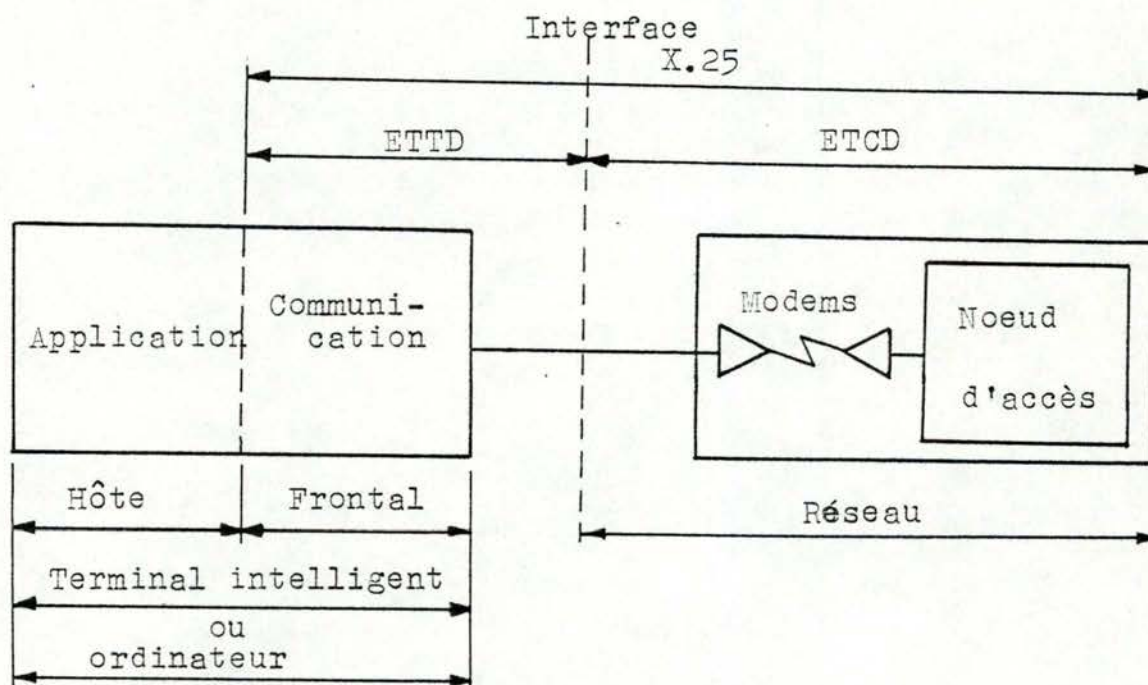 Interface
X.25
ETTD
ETCD
Application
Communi-
cation
Modems
Noeud
d'accès
Hôte
Frontal
Réseau
Terminal intelligent
ou
ordinateur